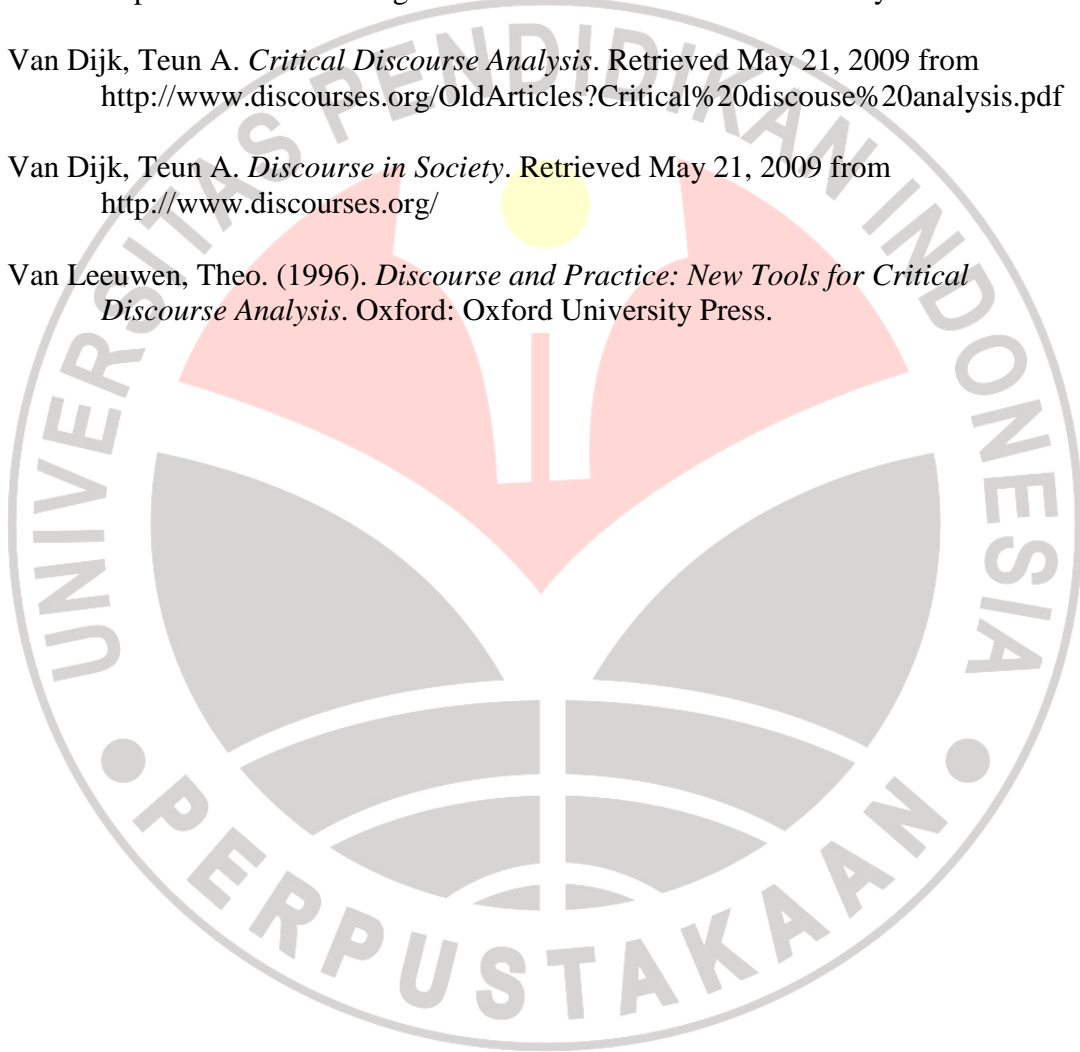 Van Dijk, Teun A. Critical Discourse Analysis. Retrieved May 21, 2009 from
http://www.discourses.org/OldArticles?Critical%20discouse%20analysis.pdf
Van Dijk, Teun A. Discourse in Society. Retrieved May 21, 2009 from
http://www.discourses.org/
Van Leeuwen, Theo. (1996). Discourse and Practice: New Tools for Critical
Discourse Analysis. Oxford: Oxford University Press.
UNIVERSITAS PENDIDIKAN INDONESIA
PERPUSTAKAAN